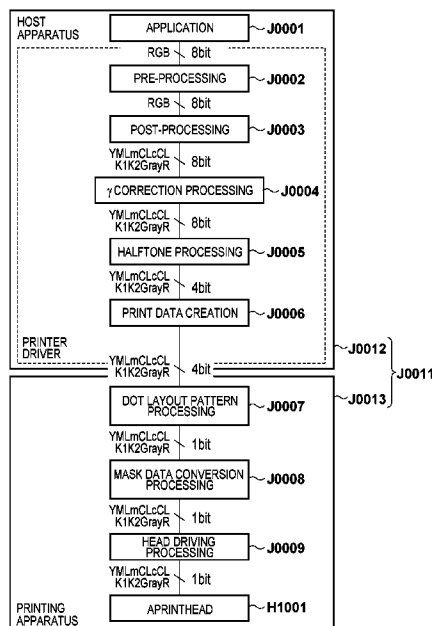 HOST
APPARATUS
APPLICATION
J0001
RGB 8bit
PRE-PROCESSING
J0002
RGB 8bit
POST-PROCESSING
J0003
YMLmCLcCL
K1K2GrayR
8bit
γ CORRECTION PROCESSING
J0004
YMLmCLcCL
K1K2GrayR
8bit
HALFTONE PROCESSING
J0005
YMLmCLcCL
K1K2GrayR
4bit
PRINT DATA CREATION
J0006
PRINTER
DRIVER
J0012
J0011
YMLmCLcCL
K1K2GrayR
4bit
J0013
DOT LAYOUT PATTERN
PROCESSING
J0007
YMLmCLcCL
K1K2GrayR
1bit
MASK DATA CONVERSION
PROCESSING
J0008
YMLmCLcCL
K1K2GrayR
1bit
HEAD DRIVING
PROCESSING
J0009
YMLmCLcCL
K1K2GrayR
1bit
APRINTHEAD
H1001
PRINTING
APPARATUS